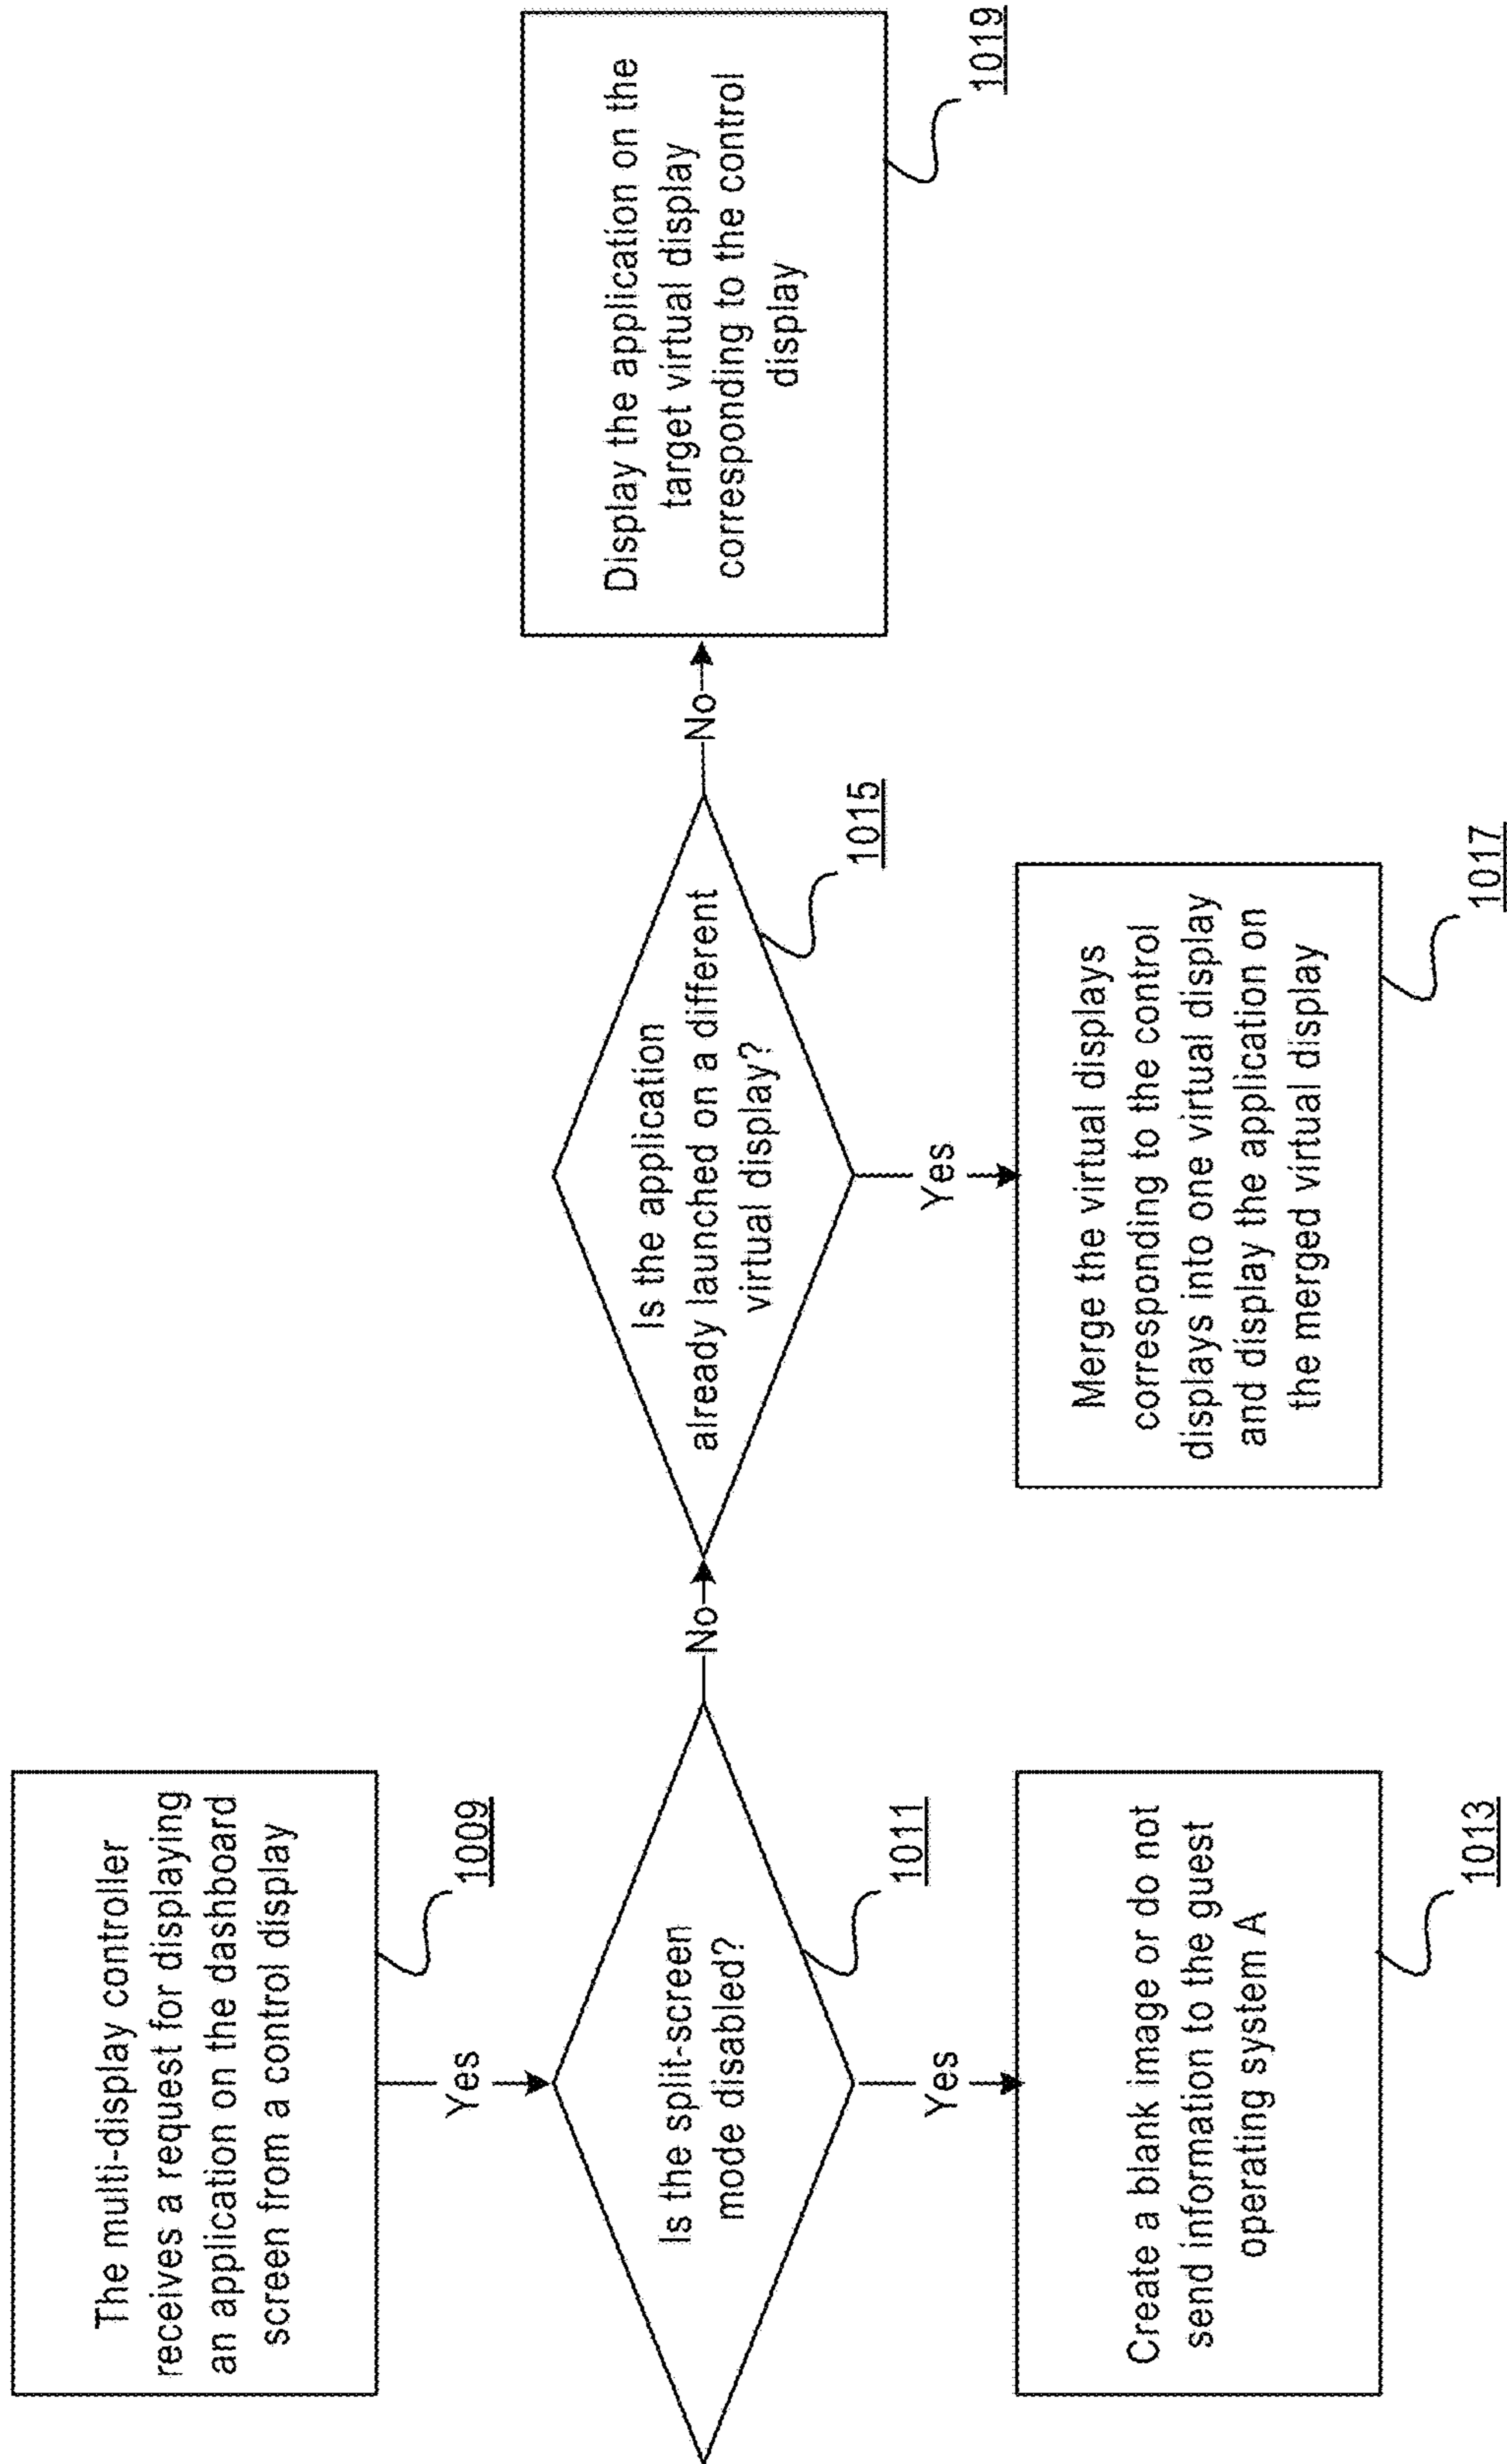 The multi-display controller
receives a request for displaying
an application on the dashboard
screen from a control display
1009
Yes
Is the split-screen
mode disabled?
1011
Yes
Create a blank image or do not
send information to the guest
operating system A
1013
No
Is the application
already launched on a different
virtual display?
1015
Yes
Merge the virtual displays
corresponding to the control
displays into one virtual display
and display the application on
the merged virtual display
1017
No
Display the application on the
target virtual display
corresponding to the control
display
1019